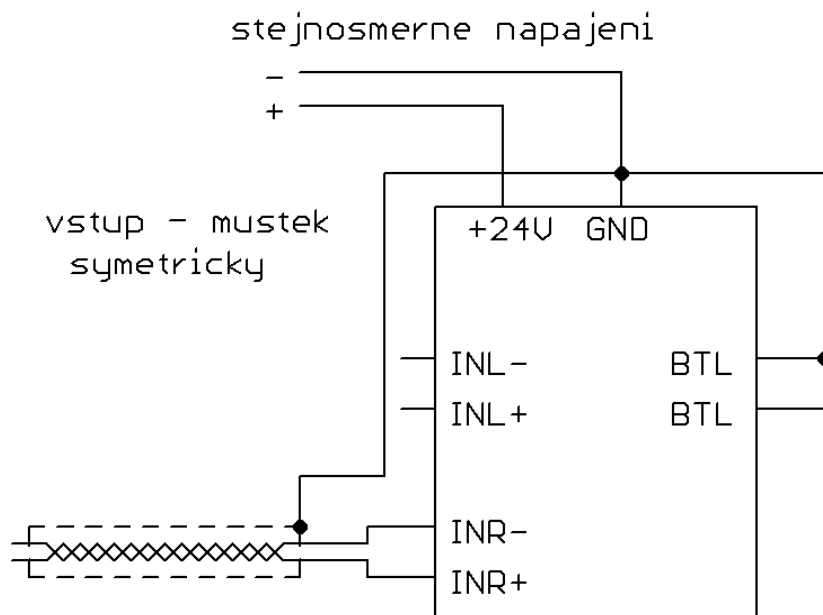 stejnosmerne napajeni
-
+
vstup - mustek
symetricky
+24V GND
INL- BTL
INL+ BTL
INR-
INR+